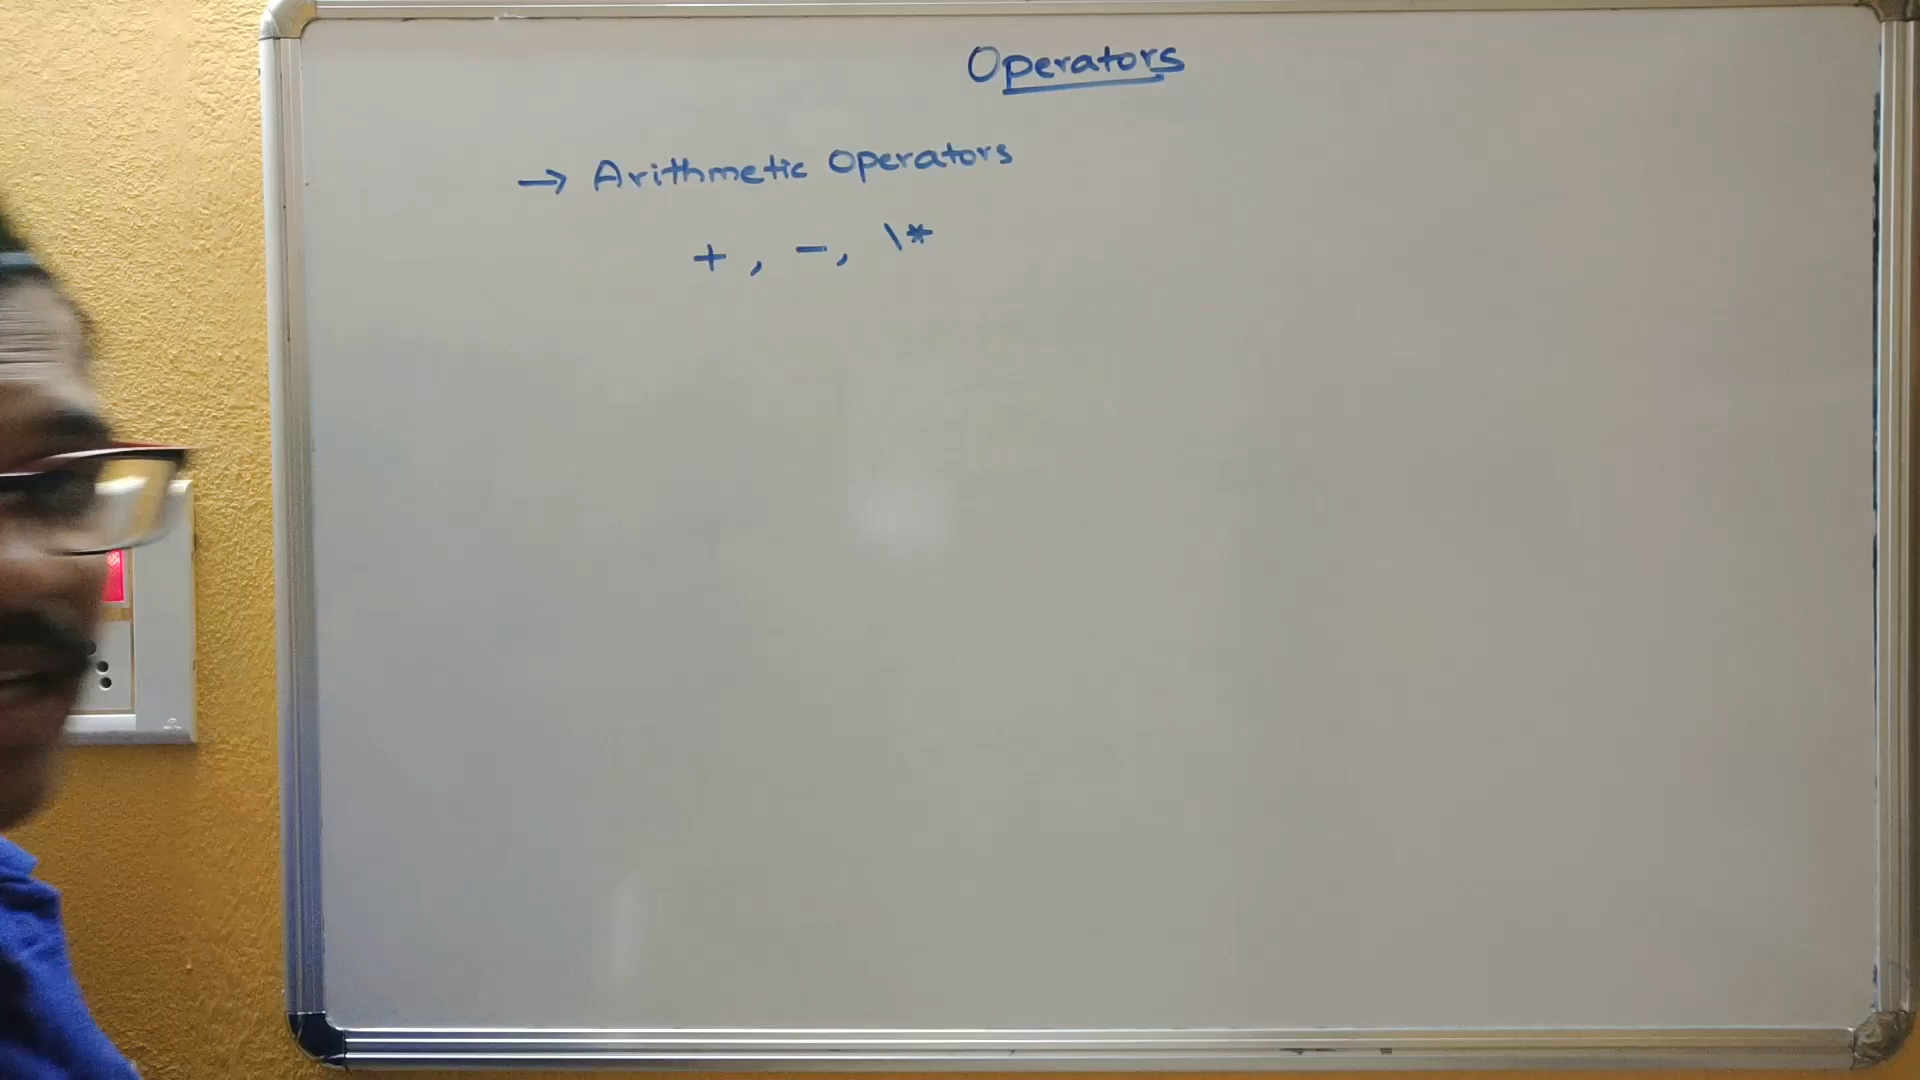 Operators
→ Arithmetic Operators
+ , - , \*